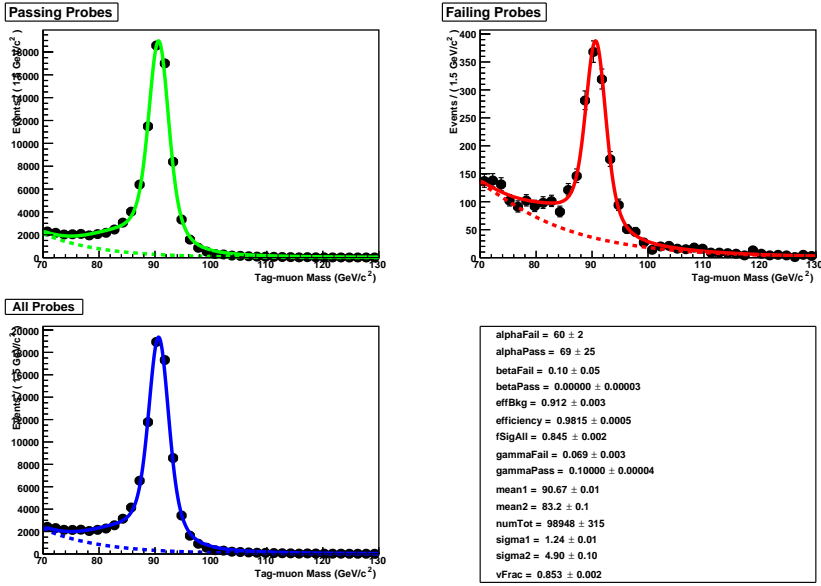 Passing Probes
Events / ( 1.5 GeV/c²
18000
16000
14000
12000
10000
8000
6000
4000
2000
0
70 80 90 100 110 120 130
Tag-muon Mass (GeV/c²)
Failing Probes
Events / ( 1.5 GeV/c²
400
350
300
250
200
150
100
50
0
70 80 90 100 110 120 130
Tag-muon Mass (GeV/c²)
All Probes
Events / ( 1.5 GeV/c²
20000
18000
16000
14000
12000
10000
8000
6000
4000
2000
0
70 80 90 100 110 120 130
Tag-muon Mass (GeV/c²)
alphaFail = 60 ± 2
alphaPass = 69 ± 25
betaFail = 0.10 ± 0.05
betaPass = 0.00000 ± 0.00003
effBkg = 0.912 ± 0.003
efficiency = 0.9815 ± 0.0005
fSigAll = 0.845 ± 0.002
gammaFail = 0.069 ± 0.003
gammaPass = 0.10000 ± 0.00004
mean1 = 90.67 ± 0.01
mean2 = 83.2 ± 0.1
numTot = 98948 ± 315
sigma1 = 1.24 ± 0.01
sigma2 = 4.90 ± 0.10
vFrac = 0.853 ± 0.002